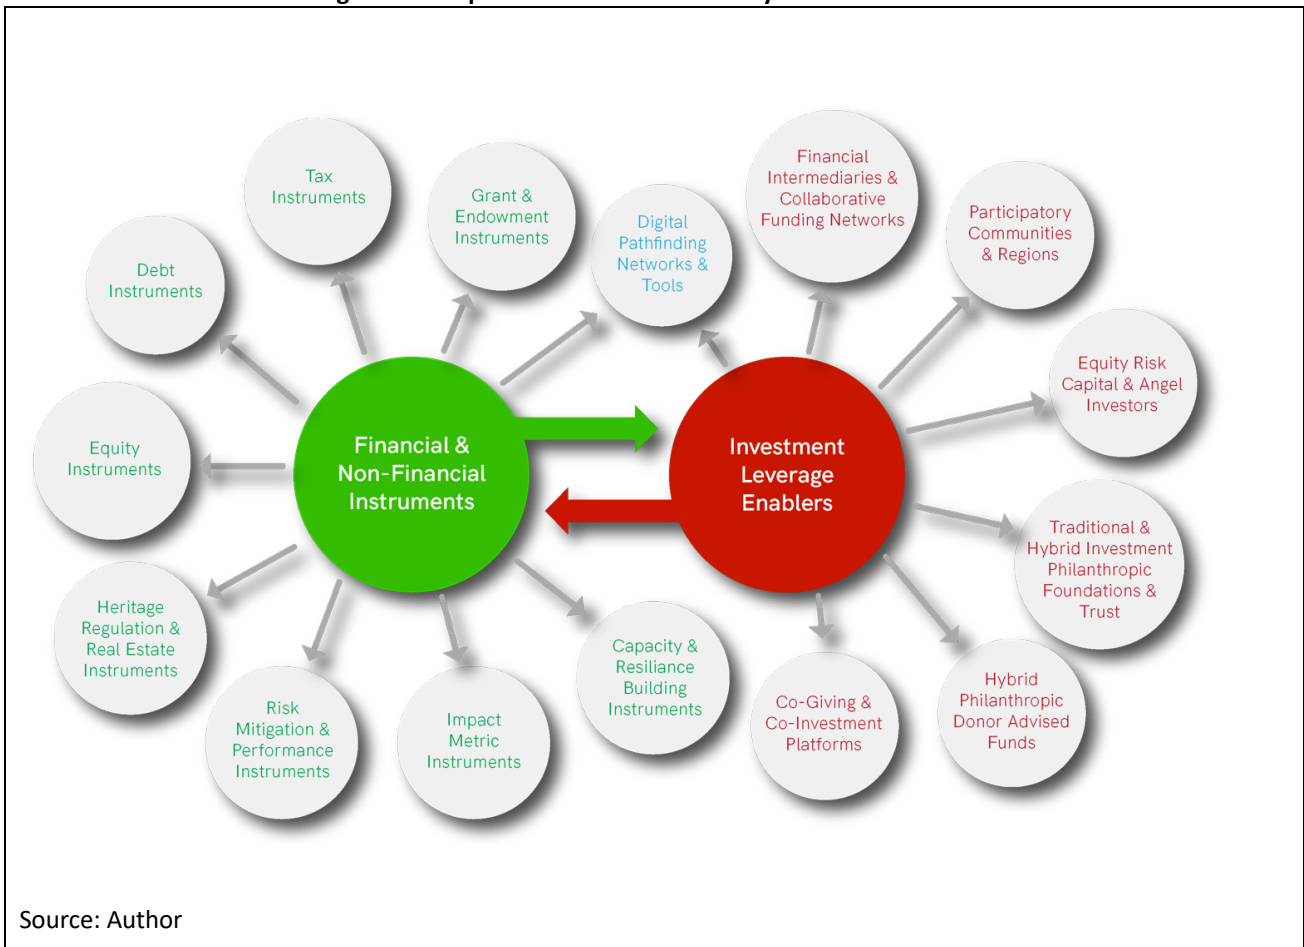 Tax
Instruments
Grant &
Endowment
Instruments
Digital
Pathfinding
Networks &
Tools
Financial
Intermediaries &
Collaborative
Funding Networks
Participatory
Communities
& Regions
Debt
Instruments
Equity Risk
Capital & Angel
Investors
Equity
Instruments
Financial &
Non-Financial
Instruments
Investment
Leverage
Enablers
Traditional &
Hybrid Investment
Philanthropic
Foundations &
Trust
Heritage
Regulation &
Real Estate
Instruments
Risk
Mitigation &
Performance
Instruments
Impact
Metric
Instruments
Capacity &
Resiliance
Building
Instruments
Co-Giving &
Co-Investment
Platforms
Hybrid
Philanthropic
Donor Advised
Funds
Source: Author